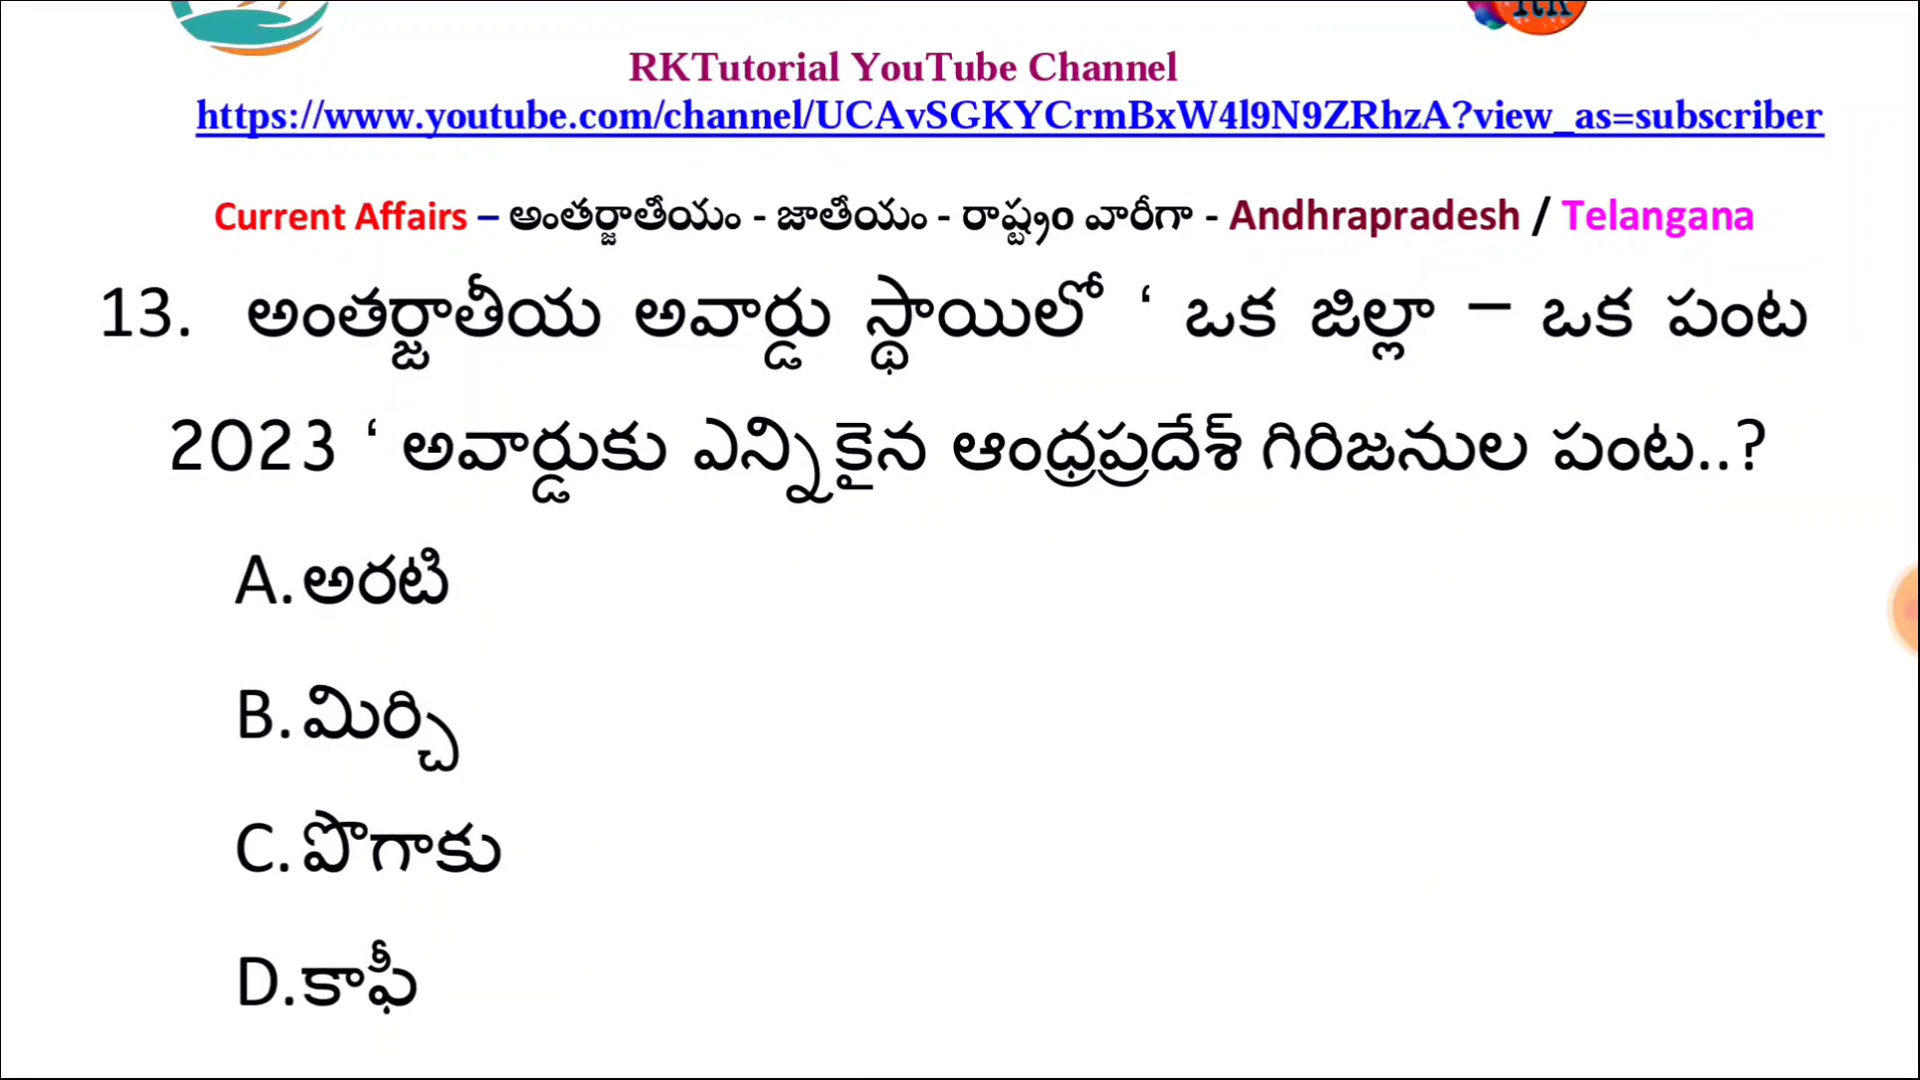 RKTutorial YouTube Channel
https://www.youtube.com/channel/UCAvSGKYCrmBxW4l9N9ZRhzA?view_as=subscriber
Current Affairs – అంతర్జాతీయం - జాతీయం - రాష్ట్రం వారీగా - Andhrapradesh / Telangana
13. అంతర్జాతీయ అవార్డు స్థాయిలో ‘ ఒక జిల్లా – ఒక పంట
2023 ‘ అవార్డుకు ఎన్నికైన ఆంధ్రప్రదేశ్ గిరిజనుల పంట..?
A. అరటి
B. మిర్చి
C. పొగాకు
D. కాఫీ